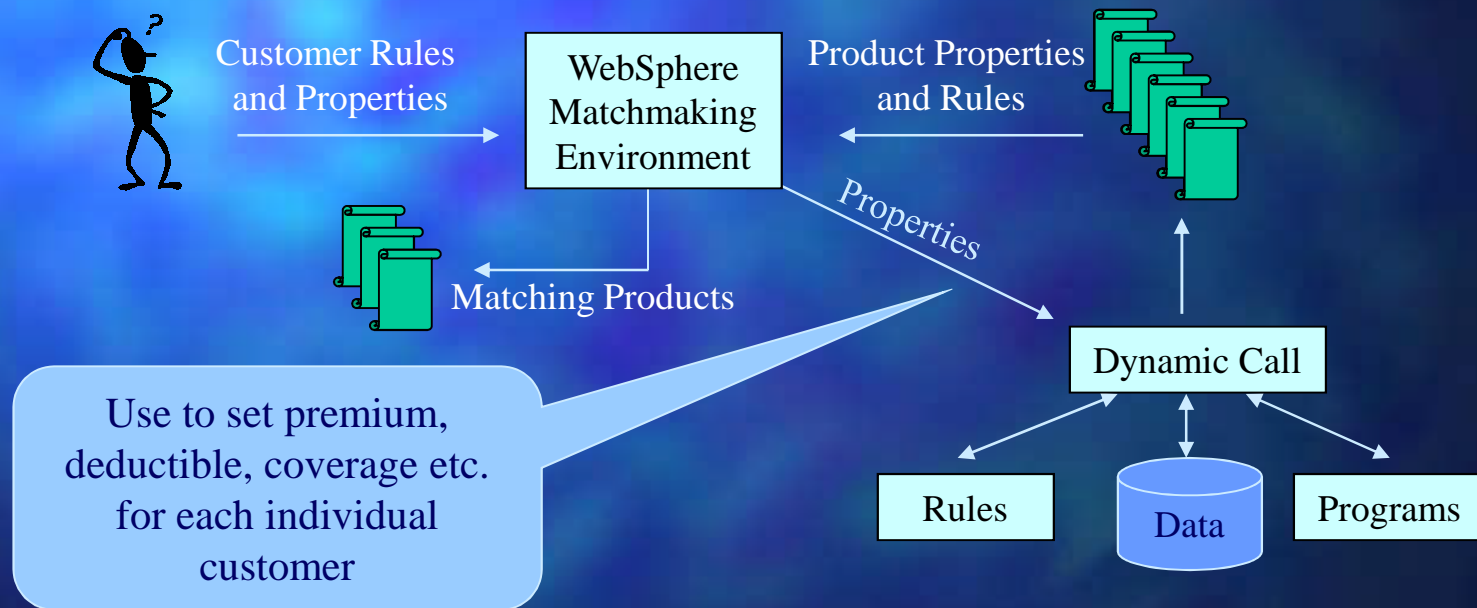 ?
Customer Rules
and Properties
WebSphere
Matchmaking
Environment
Product Properties
and Rules
Properties
Matching Products
Dynamic Call
Use to set premium,
deductible, coverage etc.
for each individual
customer
Rules
Data
Programs